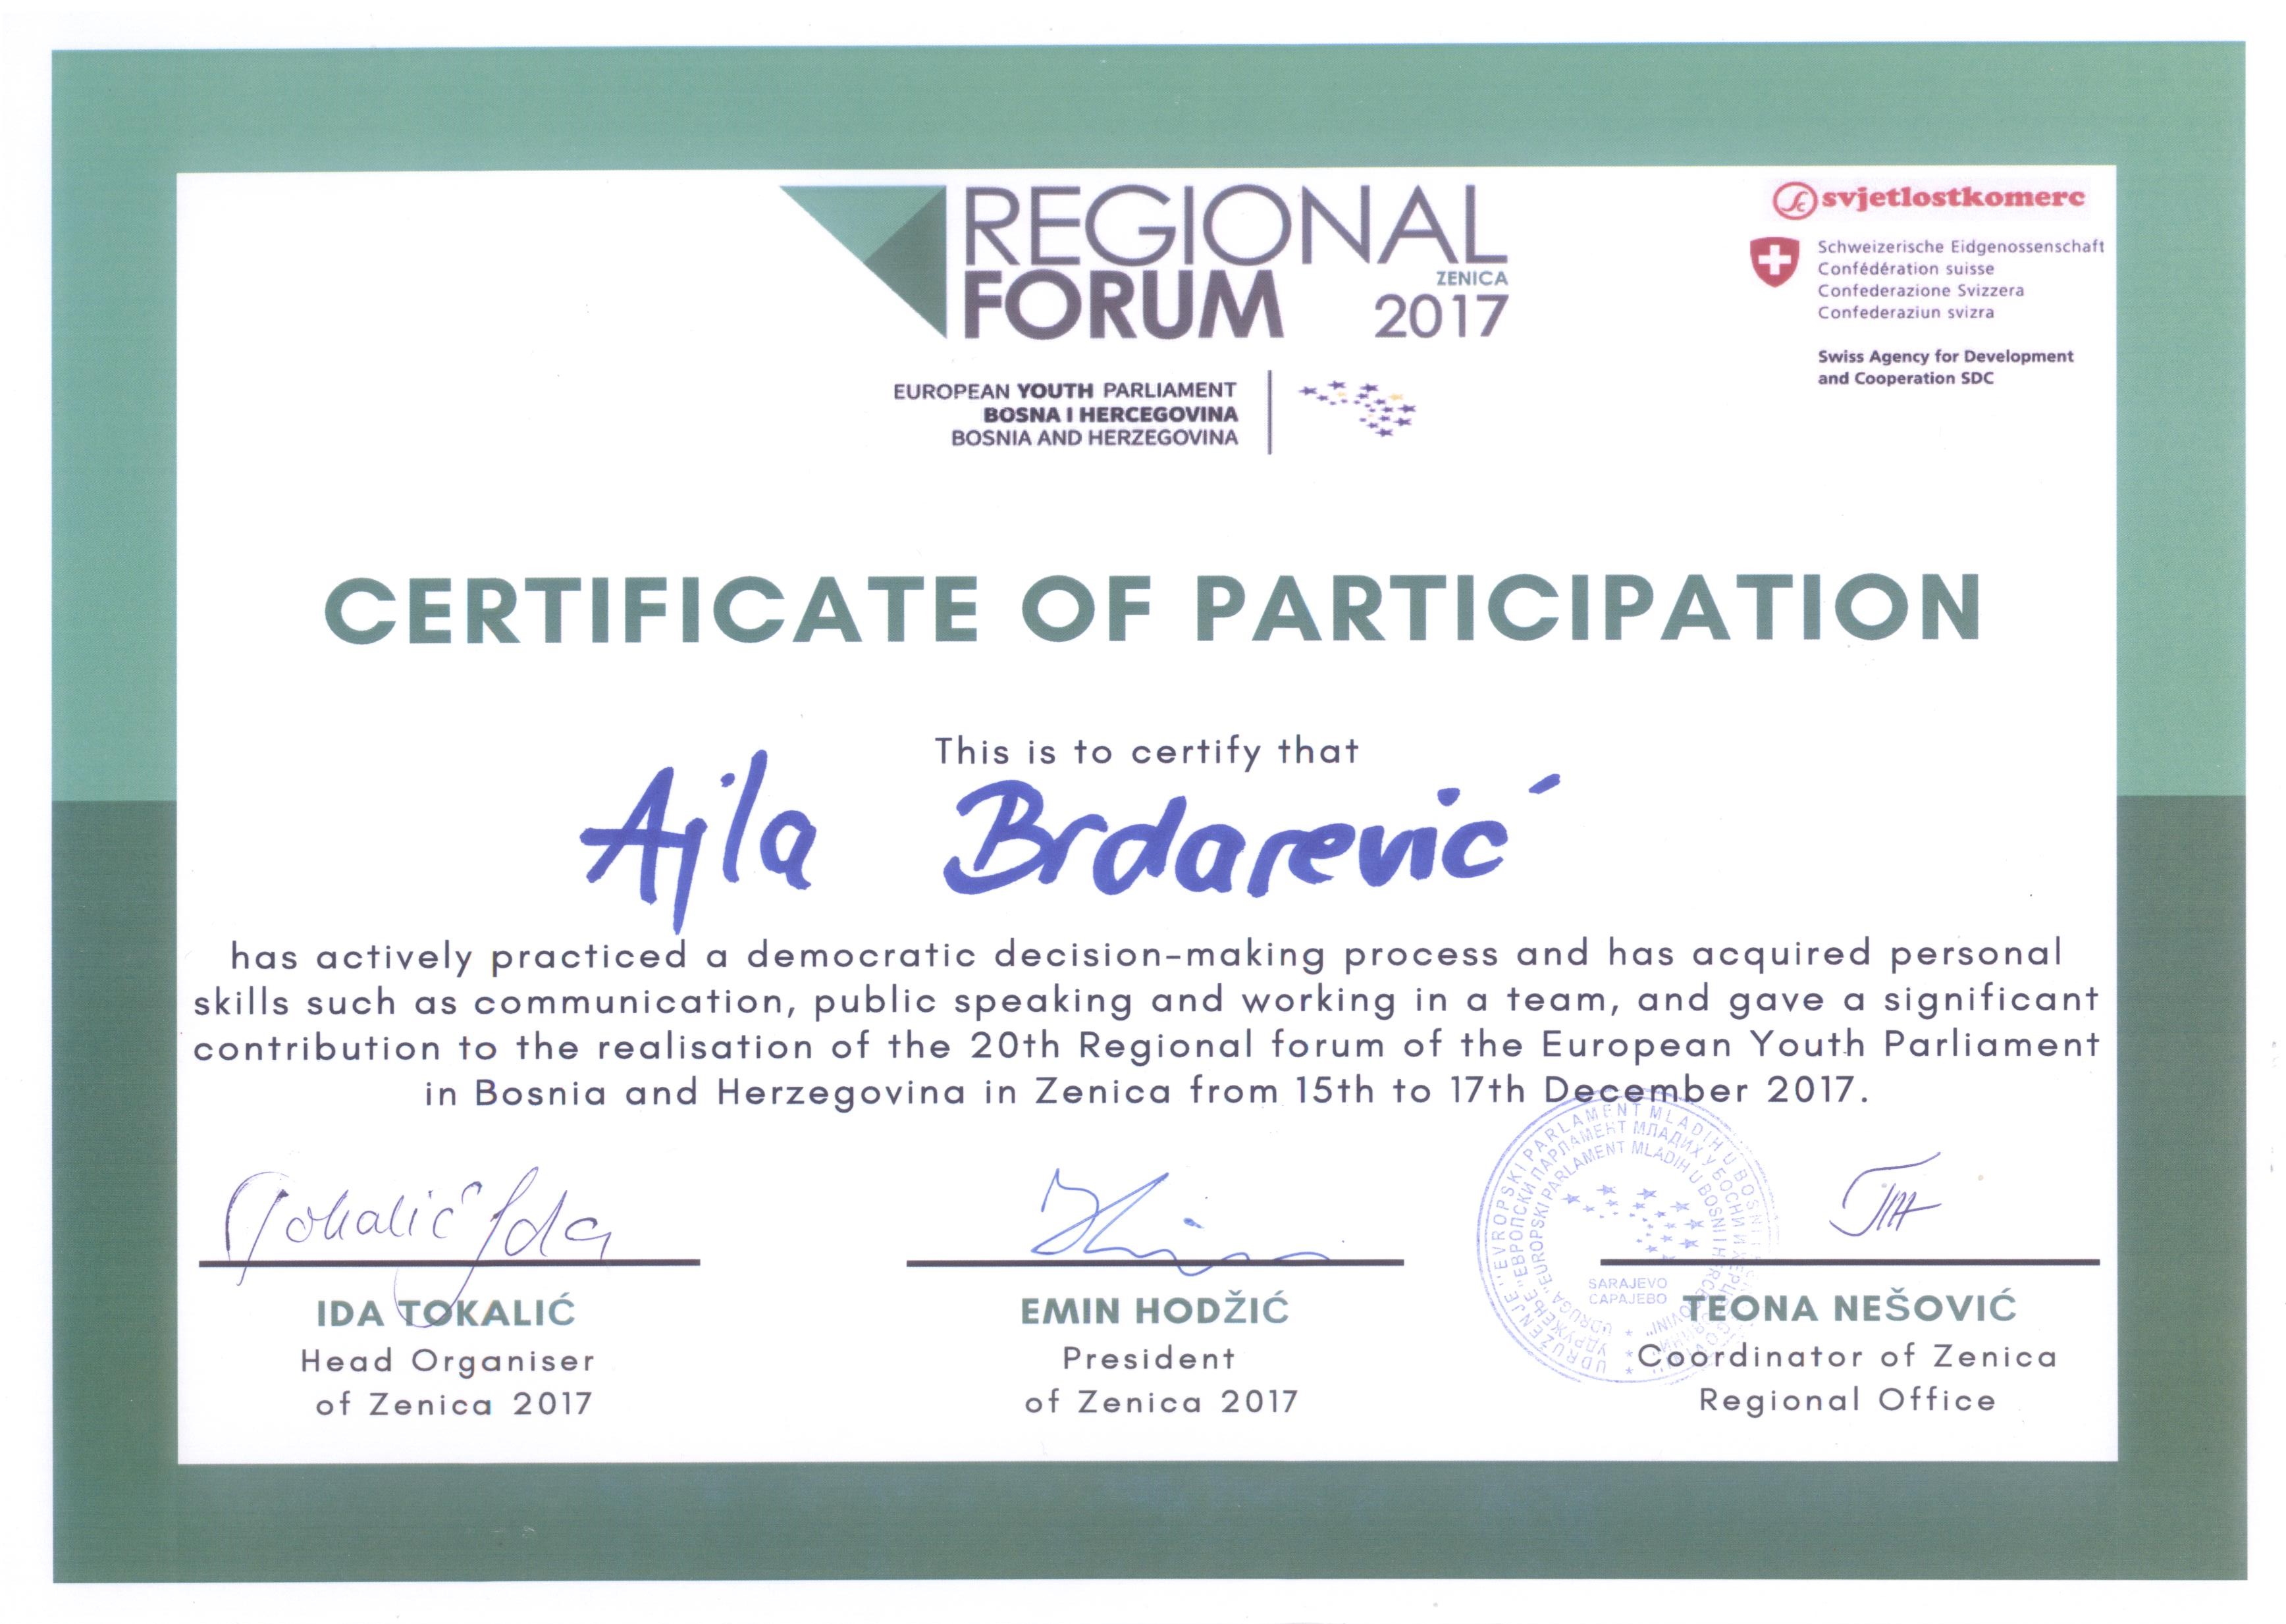 REGIONAL
FORUM
ZENICA
2017
EUROPEAN YOUTH PARLIAMENT
BOSNA I HERCEGOVINA
BOSNIA AND HERZEGOVINA
svjetlostkomerc
Schweizerische Eidgenossenschaft
Confédération suisse
Confederazione Svizzera
Confederaziun svizra
Swiss Agency for Development
and Cooperation SDC
CERTIFICATE OF PARTICIPATION
This is to certify that
Ajla Brdarević
has actively practiced a democratic decision-making process and has acquired personal
skills such as communication, public speaking and working in a team, and gave a significant
contribution to the realisation of the 20th Regional forum of the European Youth Parliament
in Bosnia and Herzegovina in Zenica from 15th to 17th December 2017.
Tokalić Ida
IDA TOKALIĆ
Head Organiser
of Zenica 2017
EMIN HODŽIĆ
President
of Zenica 2017
UDRUŽENJE "EVROPSKI PARLAMENT MLADIH U BOSNI
УДРУЖЕЊЕ "ЕВРОПСКИ ПАРЛАМЕНТ МЛАДИХ У БОСНИ И
UDRUGA "EUROPSKI PARLAMENT MLADIH U BOSNI I HERCEGOVINI"
SARAJEVO
САРАЈЕВО
TEONA NEŠOVIĆ
Coordinator of Zenica
Regional Office